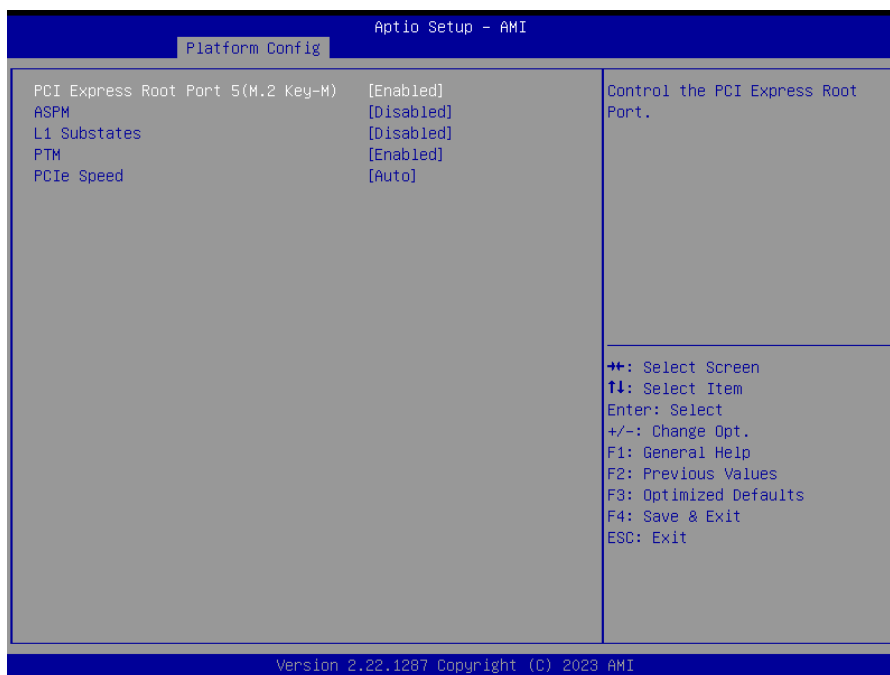 Aptio Setup – AMI
Platform Config
PCI Express Root Port 5(M.2 Key-M) [Enabled]
ASPM [Disabled]
L1 Substates [Disabled]
PTM [Enabled]
PCIe Speed [Auto]
Control the PCI Express Root
Port.
→←: Select Screen
↑↓: Select Item
Enter: Select
+/-: Change Opt.
F1: General Help
F2: Previous Values
F3: Optimized Defaults
F4: Save & Exit
ESC: Exit
Version 2.22.1287 Copyright (C) 2023 AMI